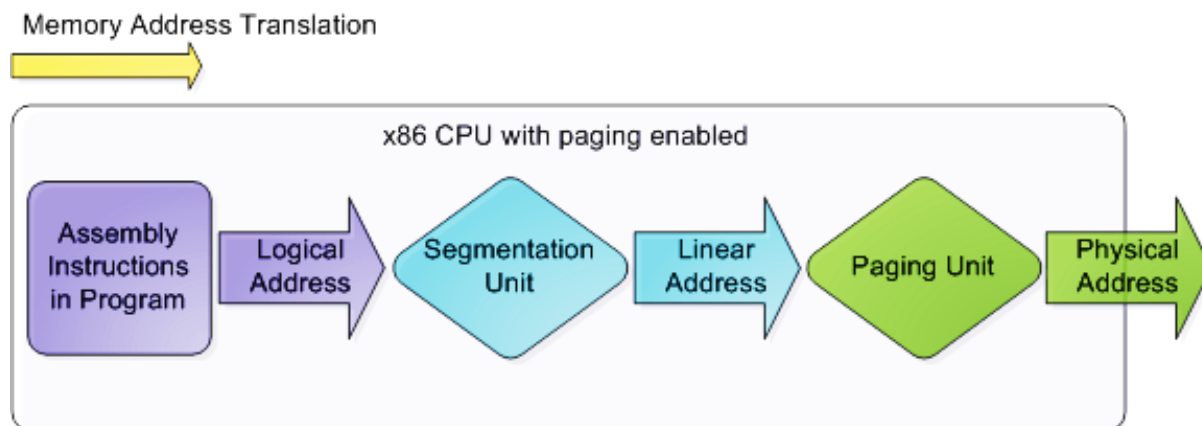 Memory Address Translation
x86 CPU with paging enabled
Assembly
Instructions
in Program
Logical
Address
Segmentation
Unit
Linear
Address
Paging Unit
Physical
Address